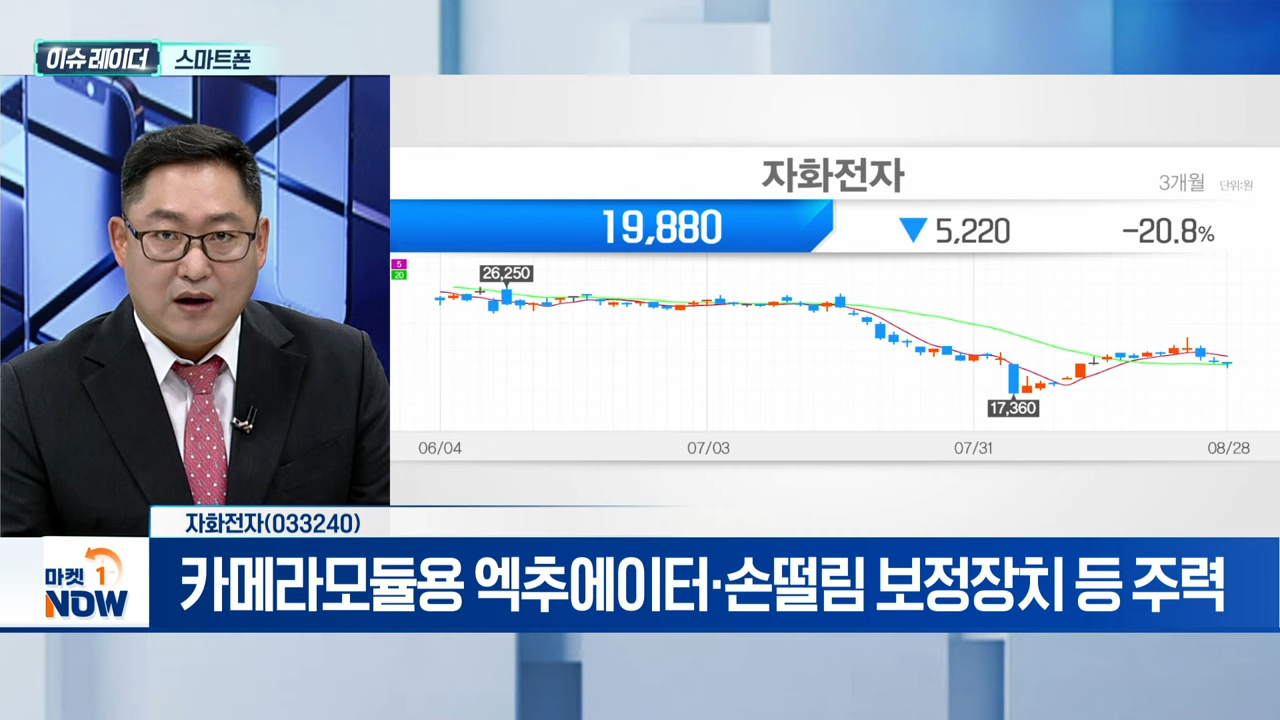 이슈 레이더 스마트폰
자화전자
3개월 단위:원
19,880 ▼ 5,220 -20.8%
5
20
26,250
17,360
06/04 07/03 07/31 08/28
자화전자(033240)
마켓 1
NOW
카메라모듈용 엑추에이터·손떨림 보정장치 등 주력